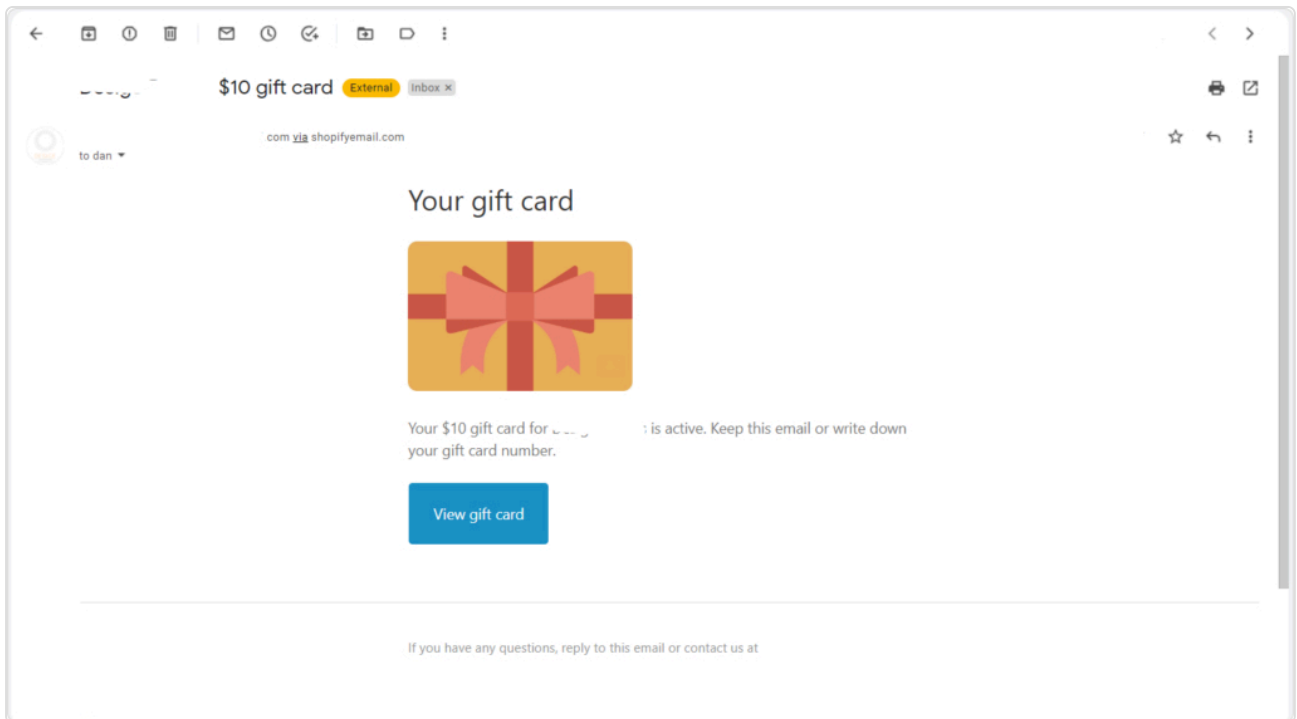 $10 gift card External Inbox ×
com via shopifyemail.com
to dan
Your gift card
Your $10 gift card for is active. Keep this email or write down
your gift card number.
View gift card
If you have any questions, reply to this email or contact us at